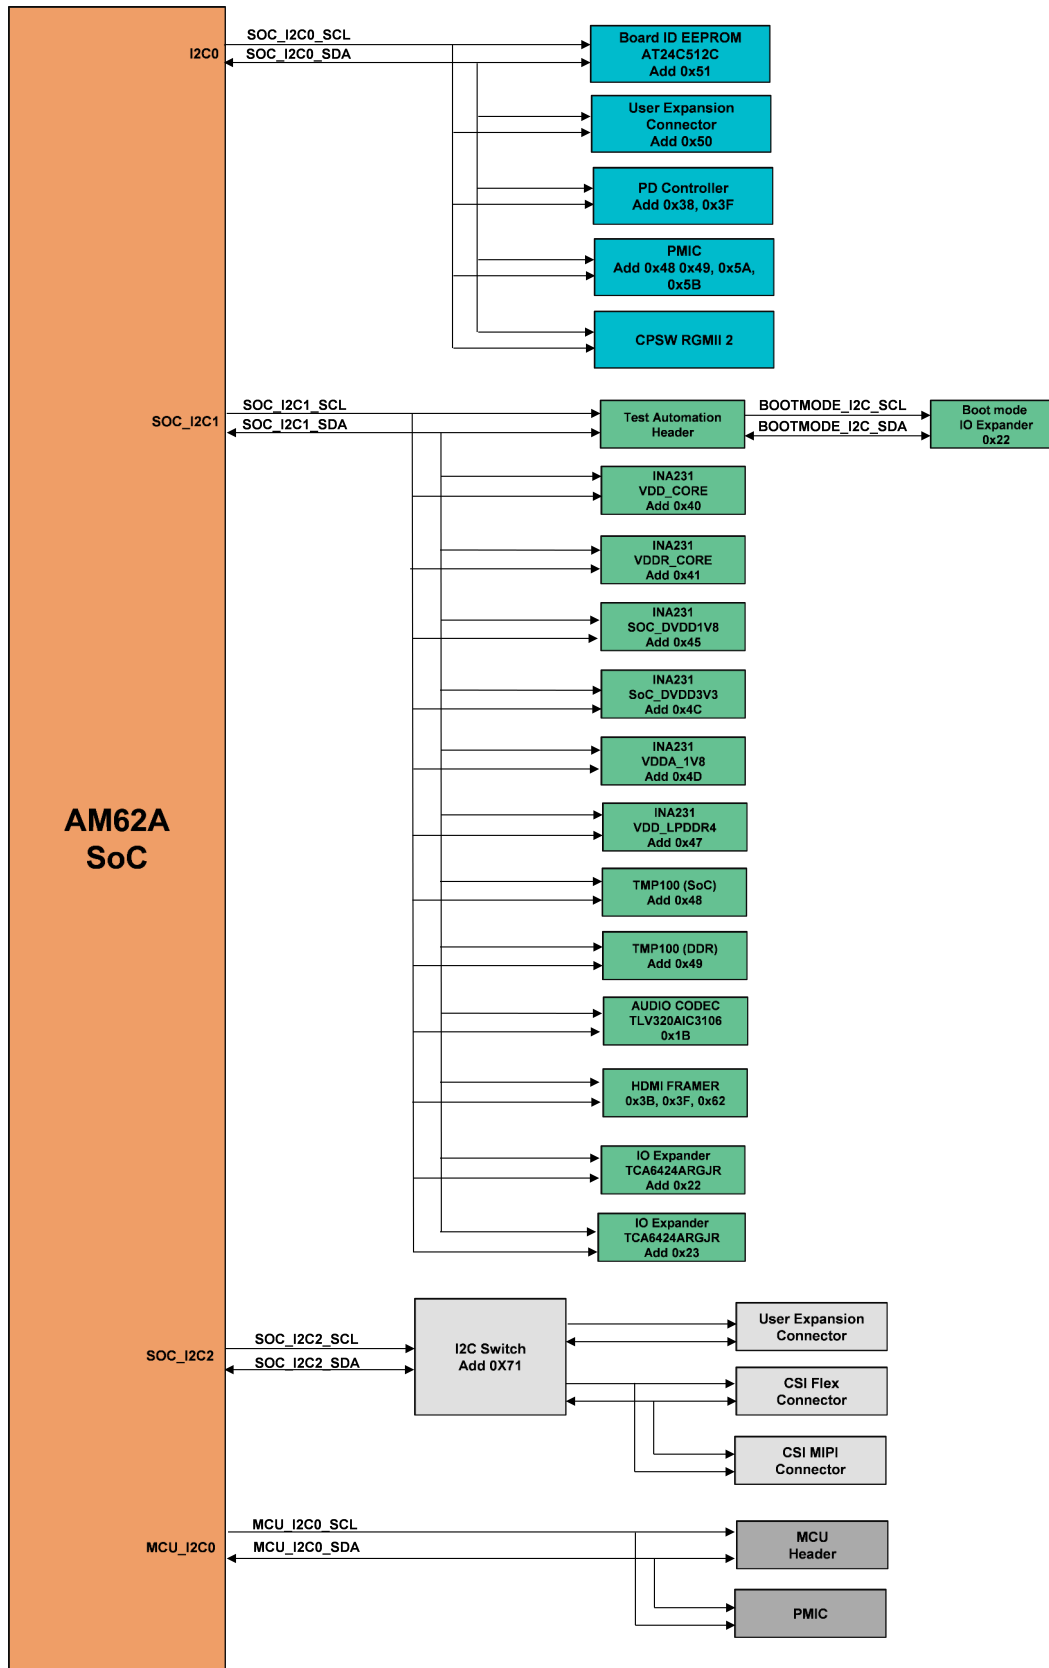 I2C0
SOC_I2C0_SCL
SOC_I2C0_SDA
Board ID EEPROM
AT24C512C
Add 0x51
User Expansion
Connector
Add 0x50
PD Controller
Add 0x38, 0x3F
PMIC
Add 0x48 0x49, 0x5A,
0x5B
CPSW RGMII 2
SOC_I2C1
SOC_I2C1_SCL
SOC_I2C1_SDA
Test Automation
Header
BOOTMODE_I2C_SCL
BOOTMODE_I2C_SDA
Boot mode
IO Expander
0x22
INA231
VDD_CORE
Add 0x40
INA231
VDDR_CORE
Add 0x41
INA231
SOC_DVDD1V8
Add 0x45
INA231
SoC_DVDD3V3
Add 0x4C
INA231
VDDA_1V8
Add 0x4D
INA231
VDD_LPDDR4
Add 0x47
AM62A
SoC
TMP100 (SoC)
Add 0x48
TMP100 (DDR)
Add 0x49
AUDIO CODEC
TLV320AIC3106
0x1B
HDMI FRAMER
0x3B, 0x3F, 0x62
IO Expander
TCA6424ARGJR
Add 0x22
IO Expander
TCA6424ARGJR
Add 0x23
SOC_I2C2
SOC_I2C2_SCL
SOC_I2C2_SDA
I2C Switch
Add 0X71
User Expansion
Connector
CSI Flex
Connector
CSI MIPI
Connector
MCU_I2C0
MCU_I2C0_SCL
MCU_I2C0_SDA
MCU
Header
PMIC